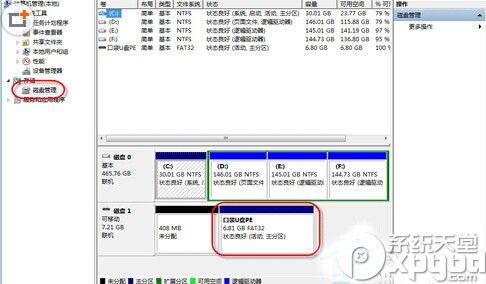 计算机管理(本地)
系统工具
任务计划程序
事件查看器
共享文件夹
本地用户和组
性能
设备管理器
存储
磁盘管理
服务和应用程序
卷 布局 类型 文件系统 状态 容量 可用空间 % 可
(C:) 简单 基本 NTFS 状态良好 (系统, 启动, 活动, 主分区) 30.01 GB 23.77 GB 79 %
(D:) 简单 基本 NTFS 状态良好 (页面文件, 逻辑驱动器) 146.01 GB 115.88 GB 79 %
(E:) 简单 基本 NTFS 状态良好 (逻辑驱动器) 145.01 GB 141.19 GB 97 %
(F:) 简单 基本 NTFS 状态良好 (逻辑驱动器) 144.73 GB 136.80 GB 95 %
口袋U盘PE 简单 基本 FAT32 状态良好 (活动, 主分区) 6.80 GB 6.80 GB
操作
磁盘管理
更多操作
磁盘 0
基本
465.76 GB
联机
(C:)
30.01 GB NTFS
状态良好 (系统, /
(D:)
146.01 GB NTFS
状态良好 (页面文件
(E:)
145.01 GB NTFS
状态良好 (逻辑驱动
(F:)
144.73 GB NTFS
状态良好 (逻辑驱动
磁盘 1
可移动
7.21 GB
联机
408 MB
未分配
口袋U盘PE
6.81 GB FAT32
状态良好 (活动, 主分区)
未分配 主分区 扩展分区 可用空间 逻辑驱动器
系统天堂
xpgod.com